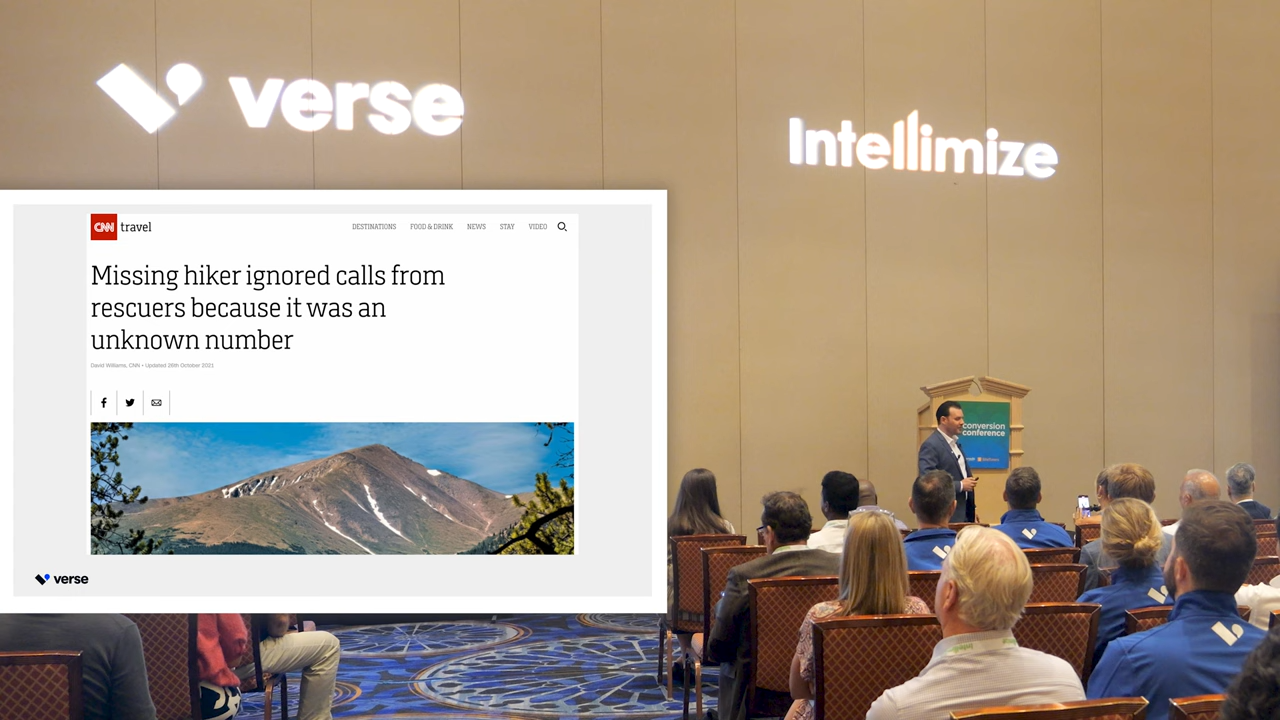 verse
Intellimize
CNN travel
DESTINATIONS FOOD & DRINK NEWS STAY VIDEO
Missing hiker ignored calls from
rescuers because it was an
unknown number
David Williams, CNN • Updated 26th October 2021
verse
conversion
conference